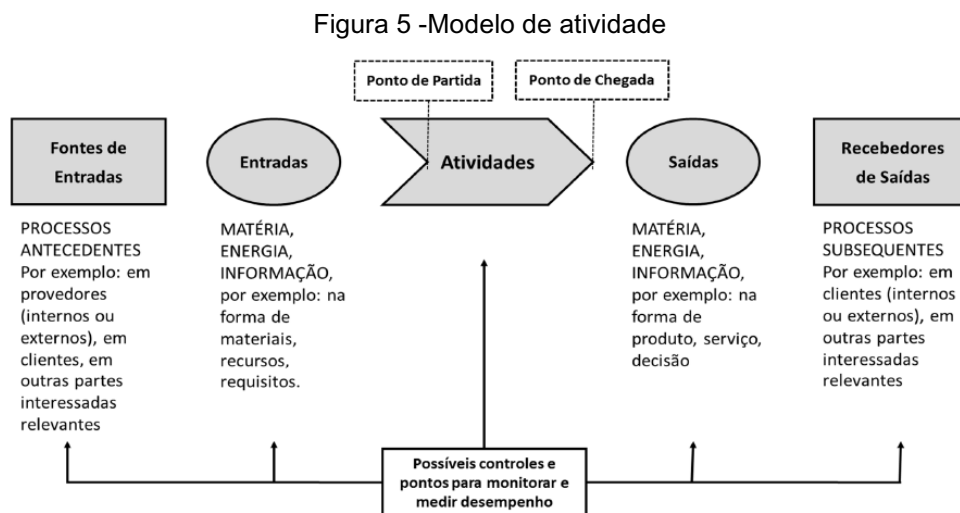 Figura 5 -Modelo de atividade
Ponto de Partida
Ponto de Chegada
Fontes de
Entradas
Entradas
Atividades
Saídas
Recebedores
de Saídas
PROCESSOS
ANTECEDENTES
Por exemplo: em
provedores
(internos ou
externos), em
clientes, em
outras partes
interessadas
relevantes
MATÉRIA,
ENERGIA,
INFORMAÇÃO,
por exemplo: na
forma de
materiais,
recursos,
requisitos.
MATÉRIA,
ENERGIA,
INFORMAÇÃO,
por exemplo: na
forma de
produto, serviço,
decisão
PROCESSOS
SUBSEQUENTES
Por exemplo: em
clientes (internos
ou externos), em
outras partes
interessadas
relevantes
Possíveis controles e
pontos para monitorar e
medir desempenho